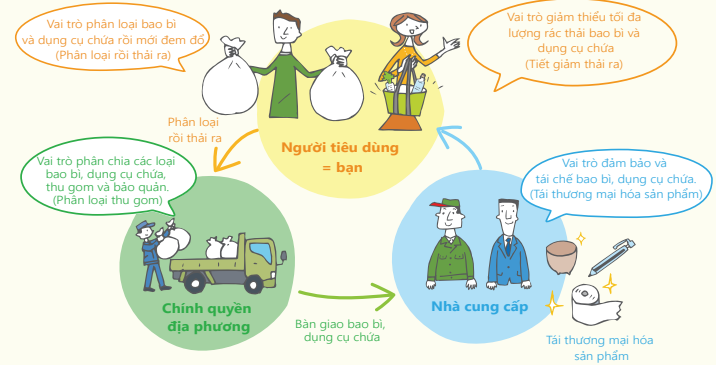 Vai trò phân loại bao bì
và dụng cụ chứa rồi mới đem đổ
(Phân loại rồi thải ra)
Vai trò giảm thiểu tối đa
lượng rác thải bao bì và
dụng cụ chứa
(Tiết giảm thải ra)
Phân loại
rồi thải ra
Người tiêu dùng
= bạn
Vai trò phân chia các loại
bao bì, dụng cụ chứa,
thu gom và bảo quản.
(Phân loại thu gom)
Vai trò đảm bảo và
tái chế bao bì, dụng cụ chứa.
(Tái thương mại hóa sản phẩm)
Chính quyền
địa phương
Bàn giao bao bì,
dụng cụ chứa
Nhà cung cấp
Tái thương mại hóa
sản phẩm